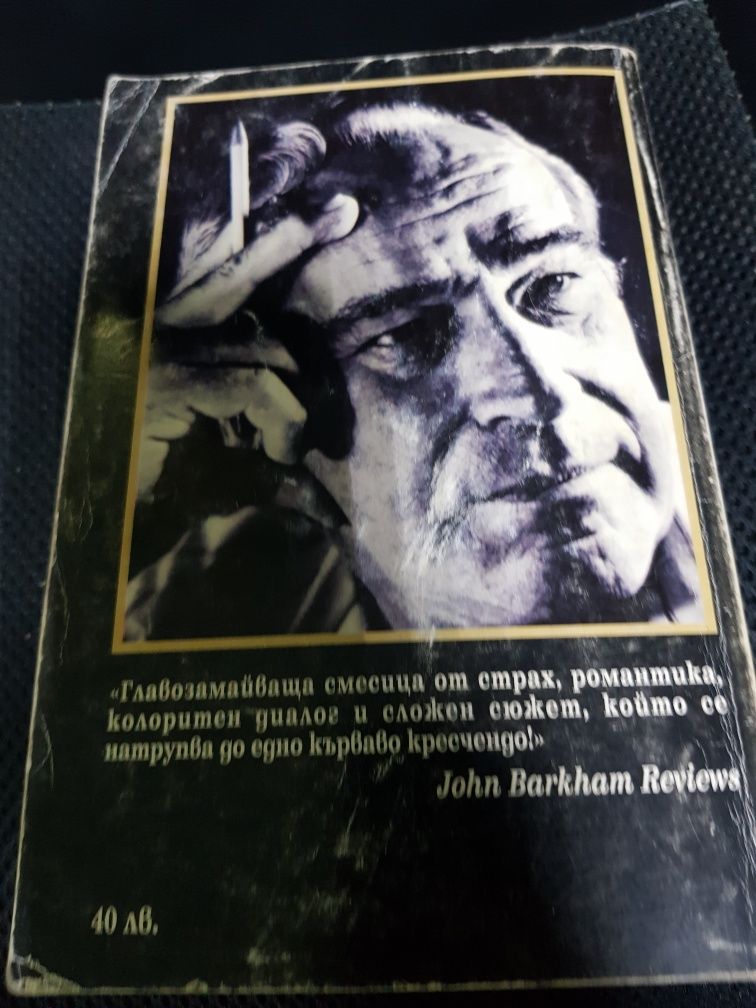 «Главозамайваща смесица от страх, романтика,
колоритен диалог и сложен сюжет, който се
натрупва до едно кърваво кресчендо!»
John Barkham Reviews
40 лв.